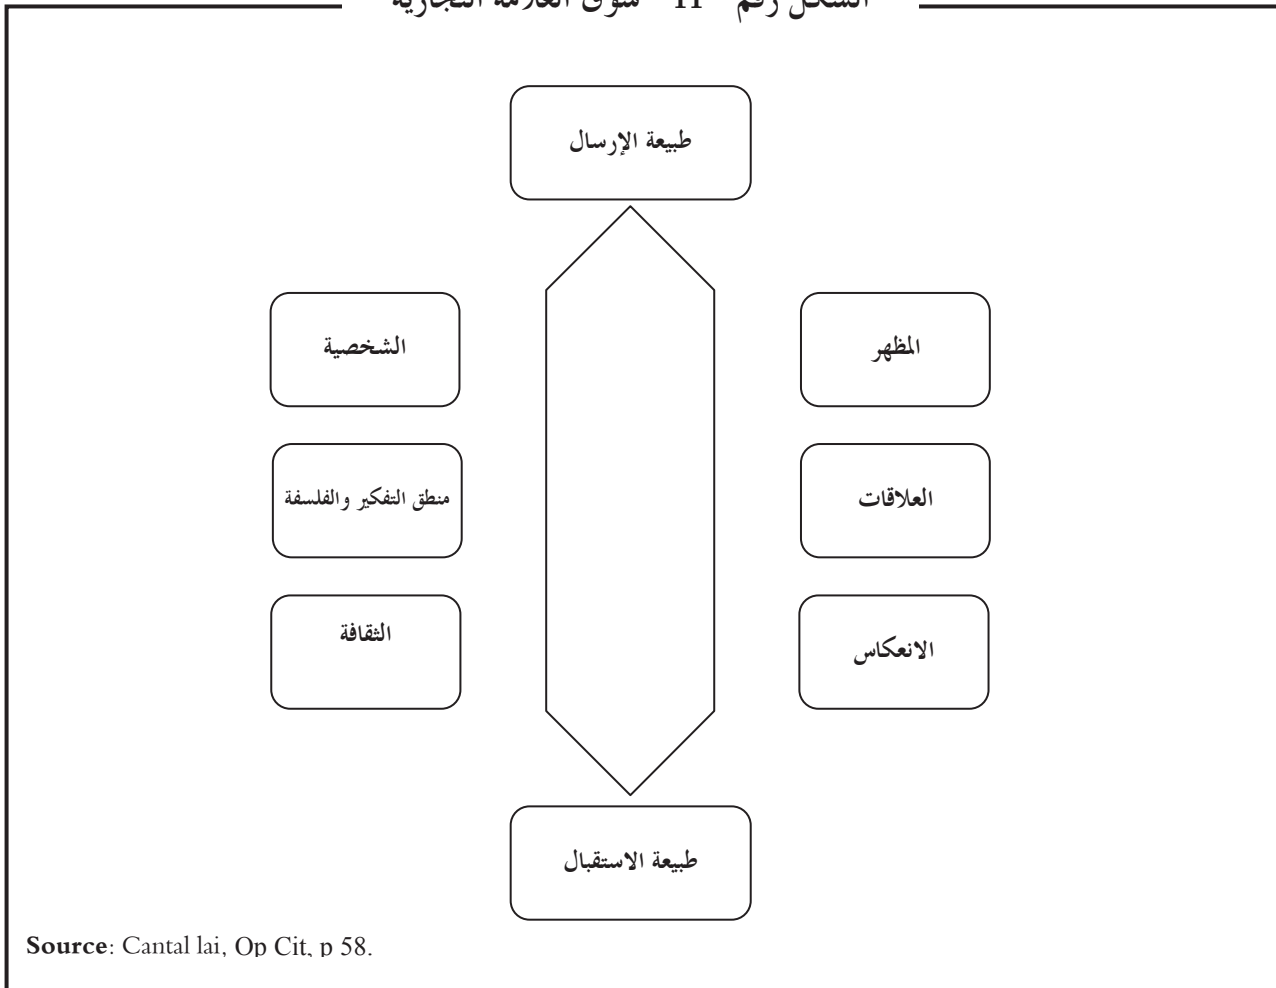 الشكل رقم "11" سوق العلامة التجارية
طبيعة الإرسال
المظهر
الشخصية
العلاقات
منطق التفكير والفلسفة
الانعكاس
الثقافة
طبيعة الاستقبال
Source: Cantal lai, Op Cit, p 58.